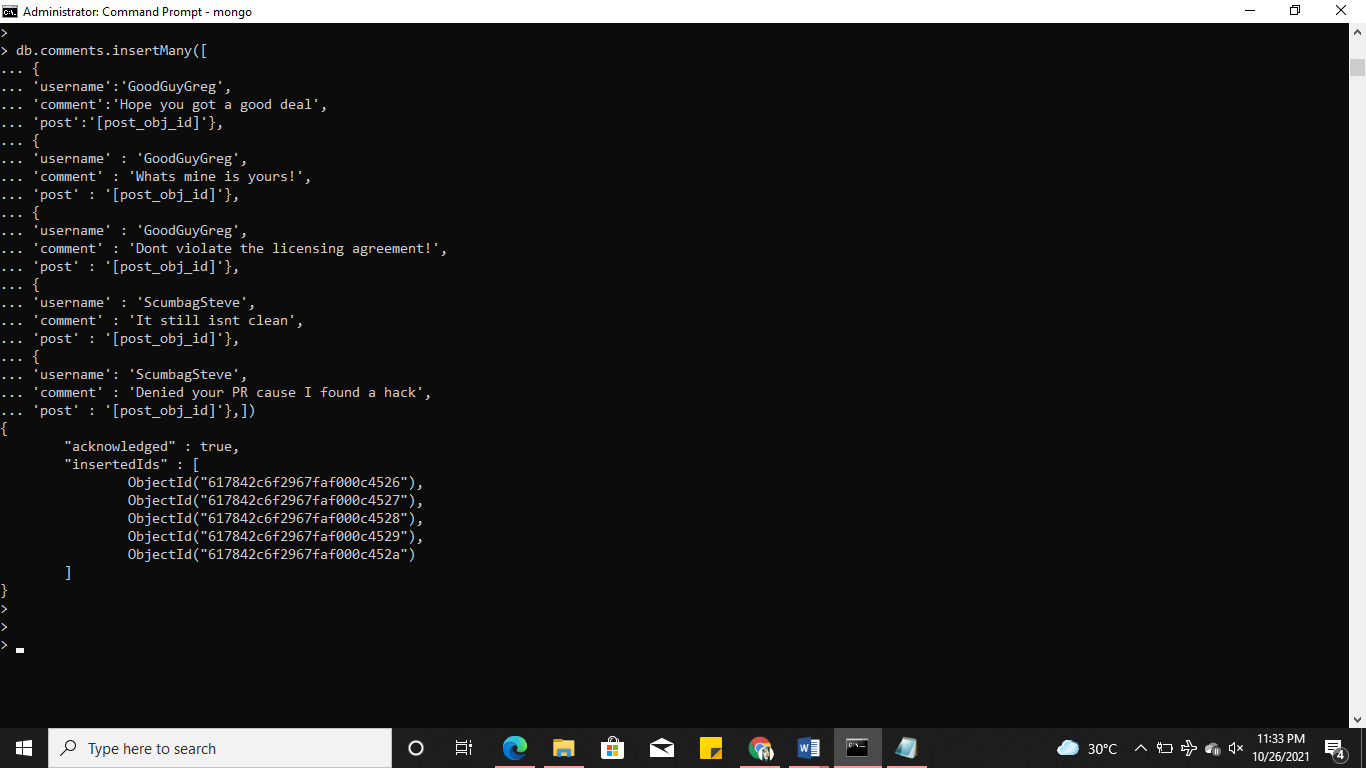 Administrator: Command Prompt - mongo
>
> db.comments.insertMany([
... {
... 'username':'GoodGuyGreg',
... 'comment':'Hope you got a good deal',
... 'post':'[post_obj_id]'},
... {
... 'username' : 'GoodGuyGreg',
... 'comment' : 'Whats mine is yours!',
... 'post' : '[post_obj_id]'},
... {
... 'username' : 'GoodGuyGreg',
... 'comment' : 'Dont violate the licensing agreement!',
... 'post' : '[post_obj_id]'},
... {
... 'username' : 'ScumbagSteve',
... 'comment' : 'It still isnt clean',
... 'post' : '[post_obj_id]'},
... {
... 'username': 'ScumbagSteve',
... 'comment' : 'Denied your PR cause I found a hack',
... 'post' : '[post_obj_id]'},])
{
        "acknowledged" : true,
        "insertedIds" : [
                ObjectId("617842c6f2967faf000c4526"),
                ObjectId("617842c6f2967faf000c4527"),
                ObjectId("617842c6f2967faf000c4528"),
                ObjectId("617842c6f2967faf000c4529"),
                ObjectId("617842c6f2967faf000c452a")
        ]
}
>
>
>
Type here to search
30°C
11:33 PM
10/26/2021
4